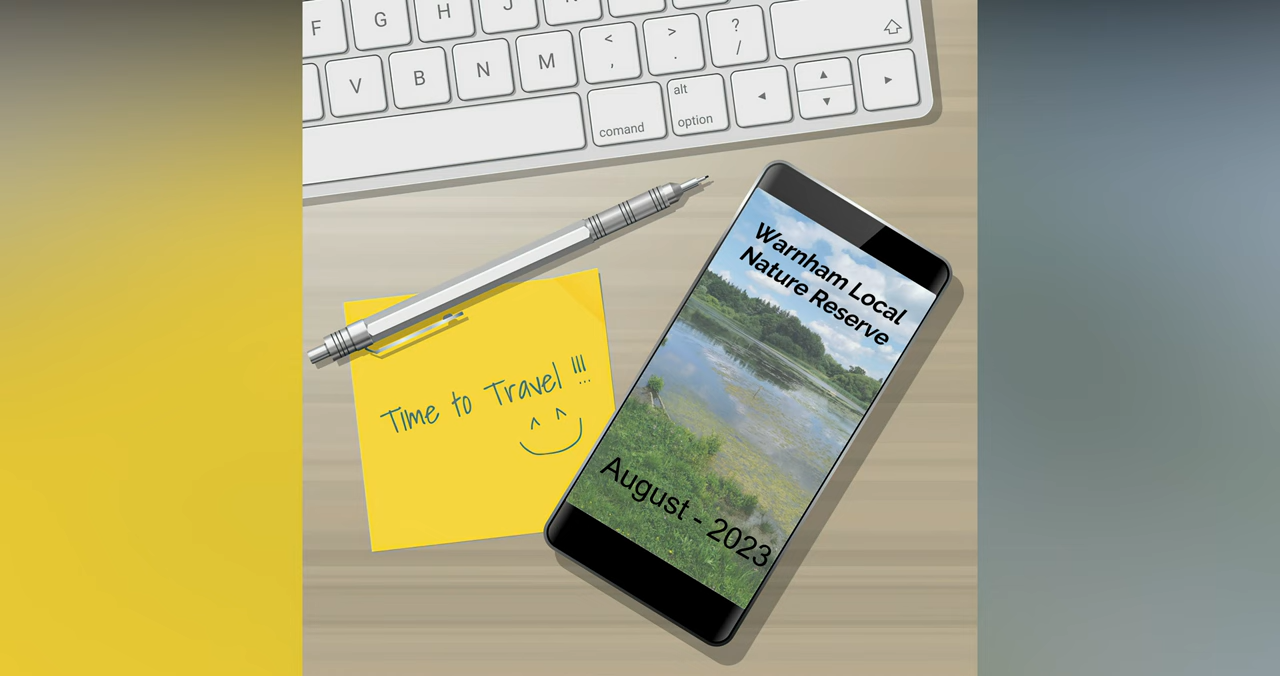 F G H J
V B N M < , > . ? /
comand alt option
Time to Travel !!!
Warnham Local
Nature Reserve
August - 2023